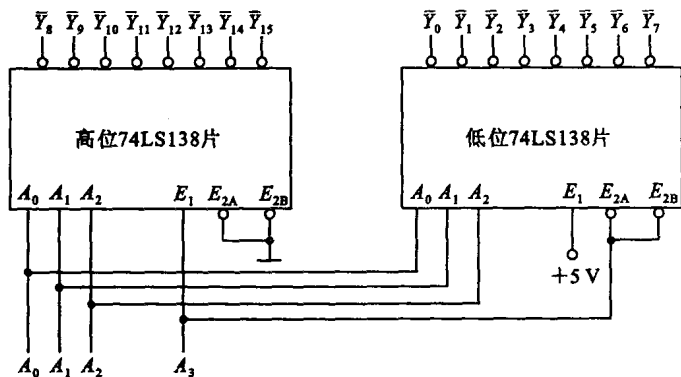 Y̅₈ Y̅₉ Y̅₁₀ Y̅₁₁ Y̅₁₂ Y̅₁₃ Y̅₁₄ Y̅₁₅
Y̅₀ Y̅₁ Y̅₂ Y̅₃ Y̅₄ Y̅₅ Y̅₆ Y̅₇
高位74LS138片
低位74LS138片
A₀ A₁ A₂ E₁ E₂A E₂B
A₀ A₁ A₂ E₁ E₂A E₂B
+5 V
A₀ A₁ A₂ A₃